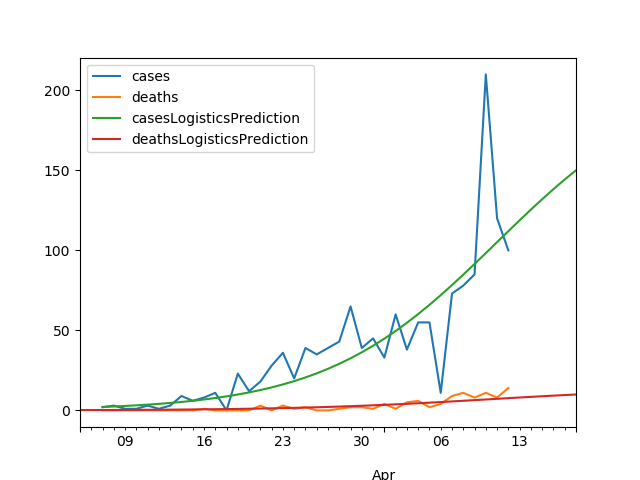 cases
deaths
casesLogisticsPrediction
deathsLogisticsPrediction
200
150
100
50
0
09 16 23 30 06 13
Apr